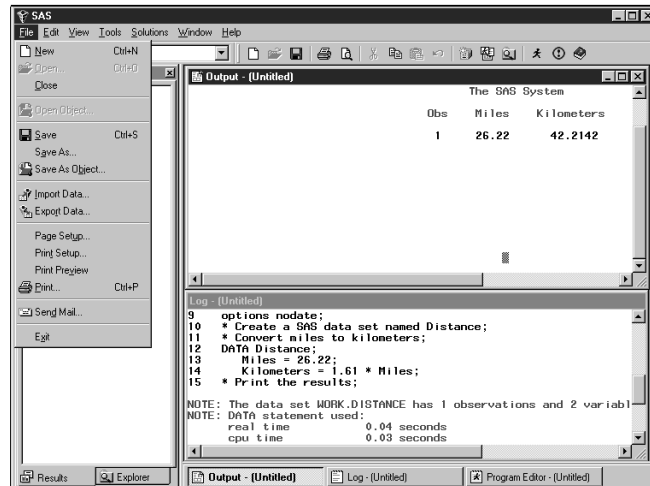 SAS
File Edit View Tools Solutions Window Help
New Ctrl+N
Open... Ctrl+O
Close
Open Object...
Save Ctrl+S
Save As...
Save As Object...
Import Data...
Export Data...
Page Setup...
Print Setup...
Print Preview
Print... Ctrl+P
Send Mail...
Exit
Output - (Untitled)
The SAS System
Obs Miles Kilometers
1 26.22 42.2142
Log - (Untitled)
9 options nodate;
10 * Create a SAS data set named Distance;
11 * Convert miles to kilometers;
12 DATA Distance;
13 Miles = 26.22;
14 Kilometers = 1.61 * Miles;
15 * Print the results;
NOTE: The data set WORK.DISTANCE has 1 observations and 2 variabl
NOTE: DATA statement used:
real time 0.04 seconds
cpu time 0.03 seconds
Results Explorer Output - (Untitled) Log - (Untitled) Program Editor - (Untitled)